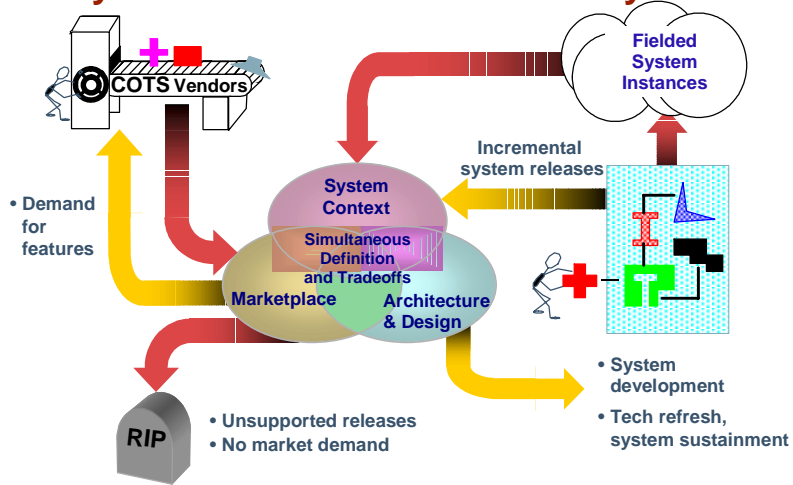 COTS Vendors
Fielded
System
Instances
Incremental
system releases
• Demand
for
features
System
Context
Simultaneous
Definition
and Tradeoffs
Marketplace
Architecture
& Design
• System
development
• Tech refresh,
system sustainment
RIP
• Unsupported releases
• No market demand